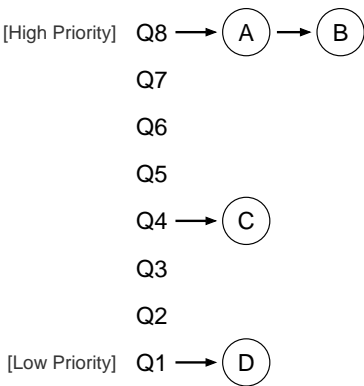 [High Priority] Q8 A B
Q7
Q6
Q5
Q4 C
Q3
Q2
[Low Priority] Q1 D